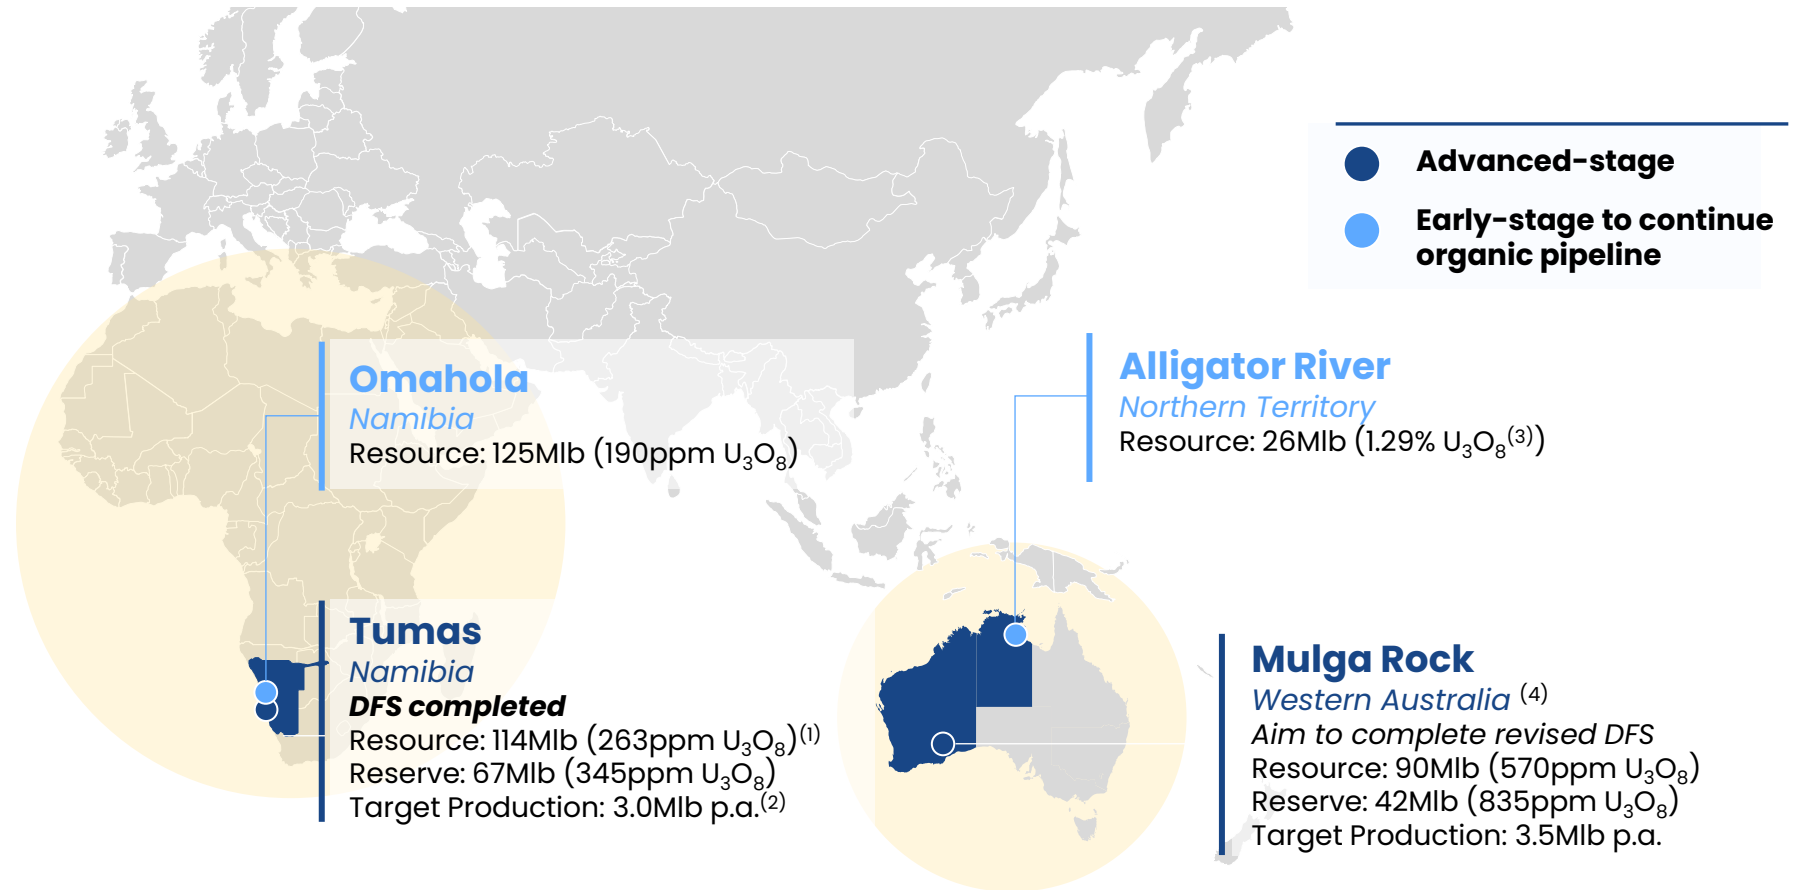 Advanced-stage
Early-stage to continue
organic pipeline
Omahola
Namibia
Resource: 125Mlb (190ppm U₃O₈)
Alligator River
Northern Territory
Resource: 26Mlb (1.29% U₃O₈⁽³⁾)
Tumas
Namibia
DFS completed
Resource: 114Mlb (263ppm U₃O₈)⁽¹⁾
Reserve: 67Mlb (345ppm U₃O₈)
Target Production: 3.0Mlb p.a.⁽²⁾
Mulga Rock
Western Australia ⁽⁴⁾
Aim to complete revised DFS
Resource: 90Mlb (570ppm U₃O₈)
Reserve: 42Mlb (835ppm U₃O₈)
Target Production: 3.5Mlb p.a.